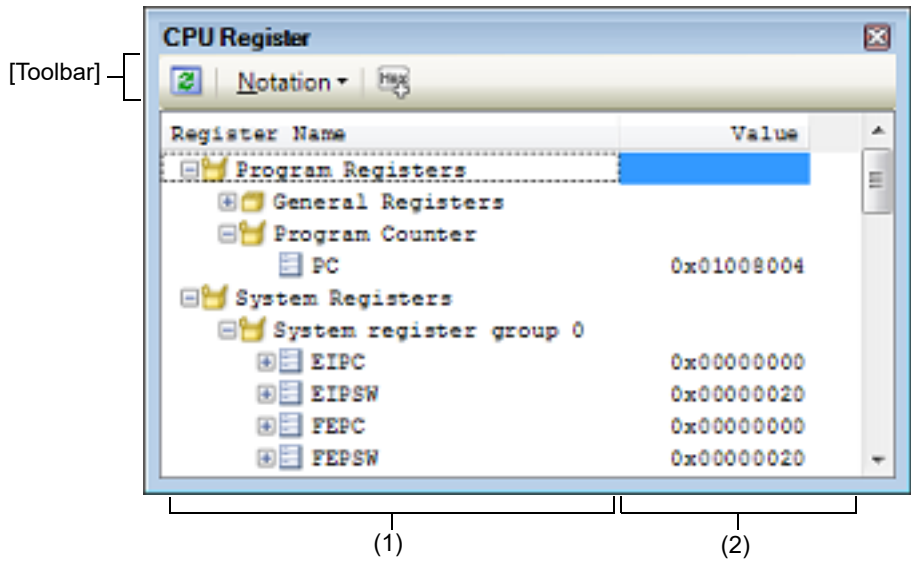 CPU Register
[Toolbar]
Notation
Hex
Register Name Value
Program Registers
General Registers
Program Counter
PC 0x01008004
System Registers
System register group 0
EIPC 0x00000000
EIPSW 0x00000020
FEPC 0x00000000
FEPSW 0x00000020
(1) (2)